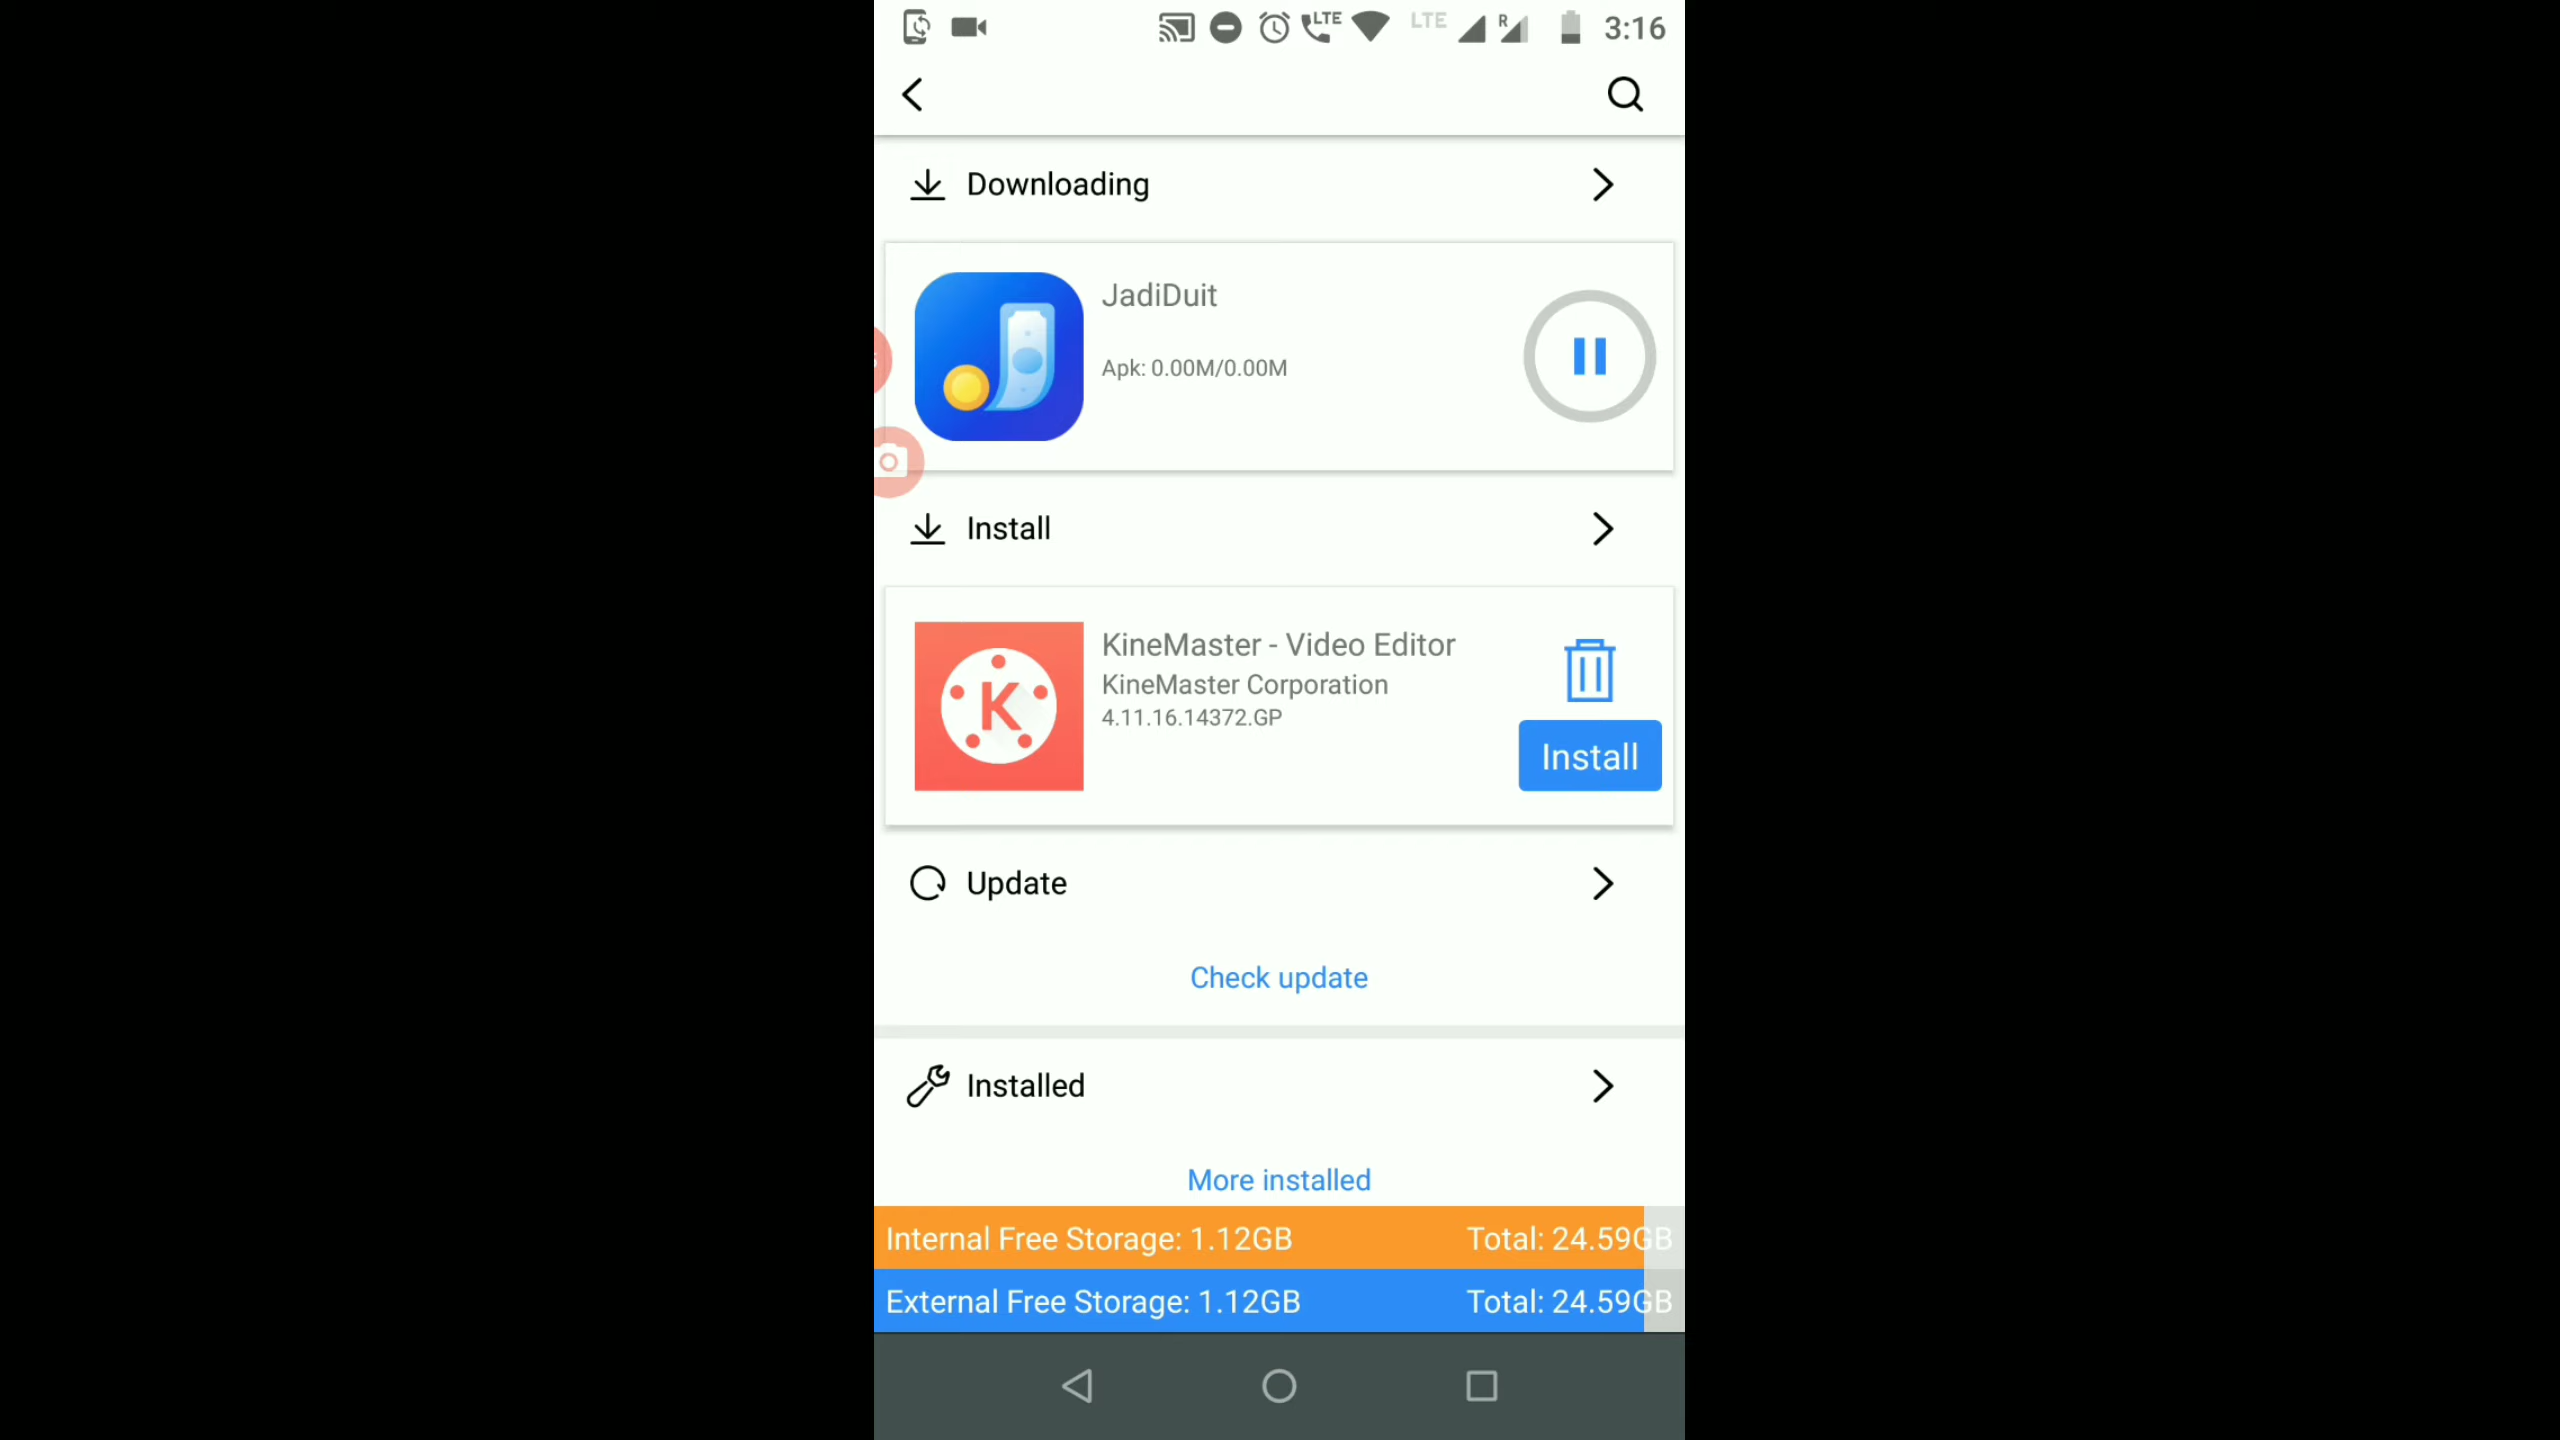 LTE LTE R 3:16
Downloading
JadiDuit
Apk: 0.00M/0.00M
Install
KineMaster - Video Editor
KineMaster Corporation
4.11.16.14372.GP
K
Install
Update
Check update
Installed
More installed
Internal Free Storage: 1.12GB Total: 24.59GB
External Free Storage: 1.12GB Total: 24.59GB